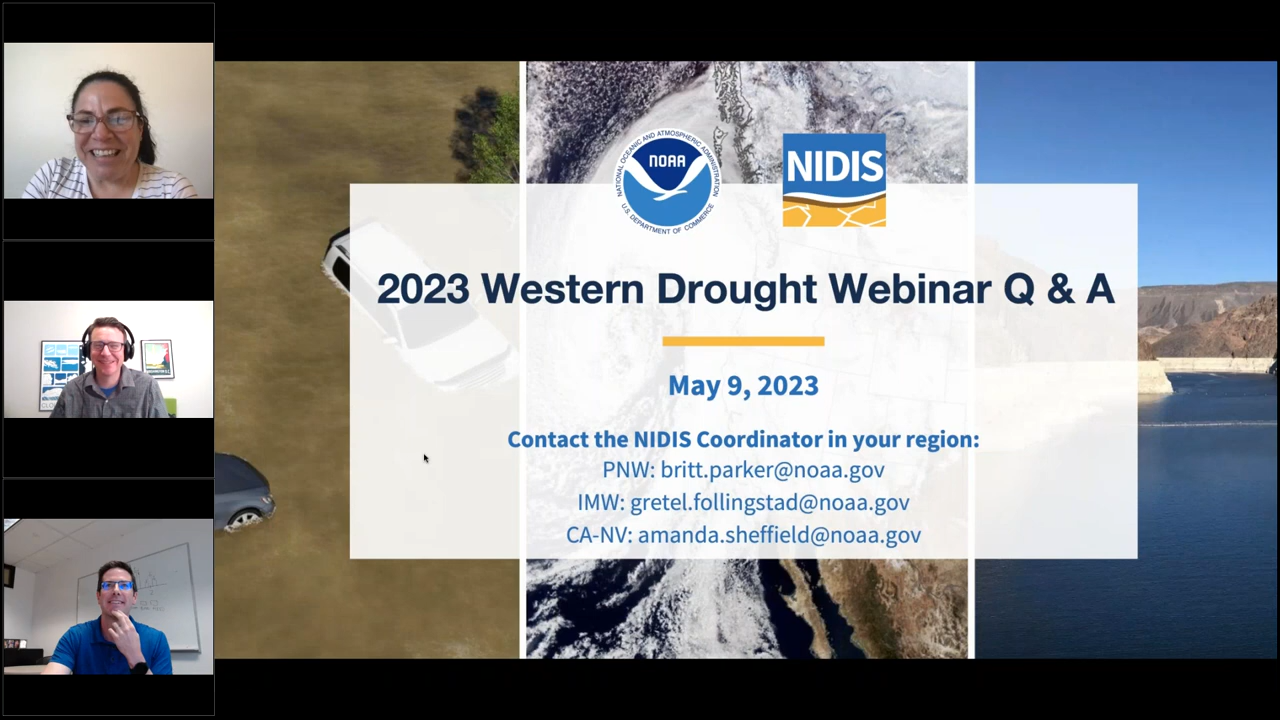 NATIONAL OCEANIC AND ATMOSPHERIC ADMINISTRATION
NOAA
U.S. DEPARTMENT OF COMMERCE
NIDIS
2023 Western Drought Webinar Q & A
May 9, 2023
Contact the NIDIS Coordinator in your region:
PNW: britt.parker@noaa.gov
IMW: gretel.follingstad@noaa.gov
CA-NV: amanda.sheffield@noaa.gov